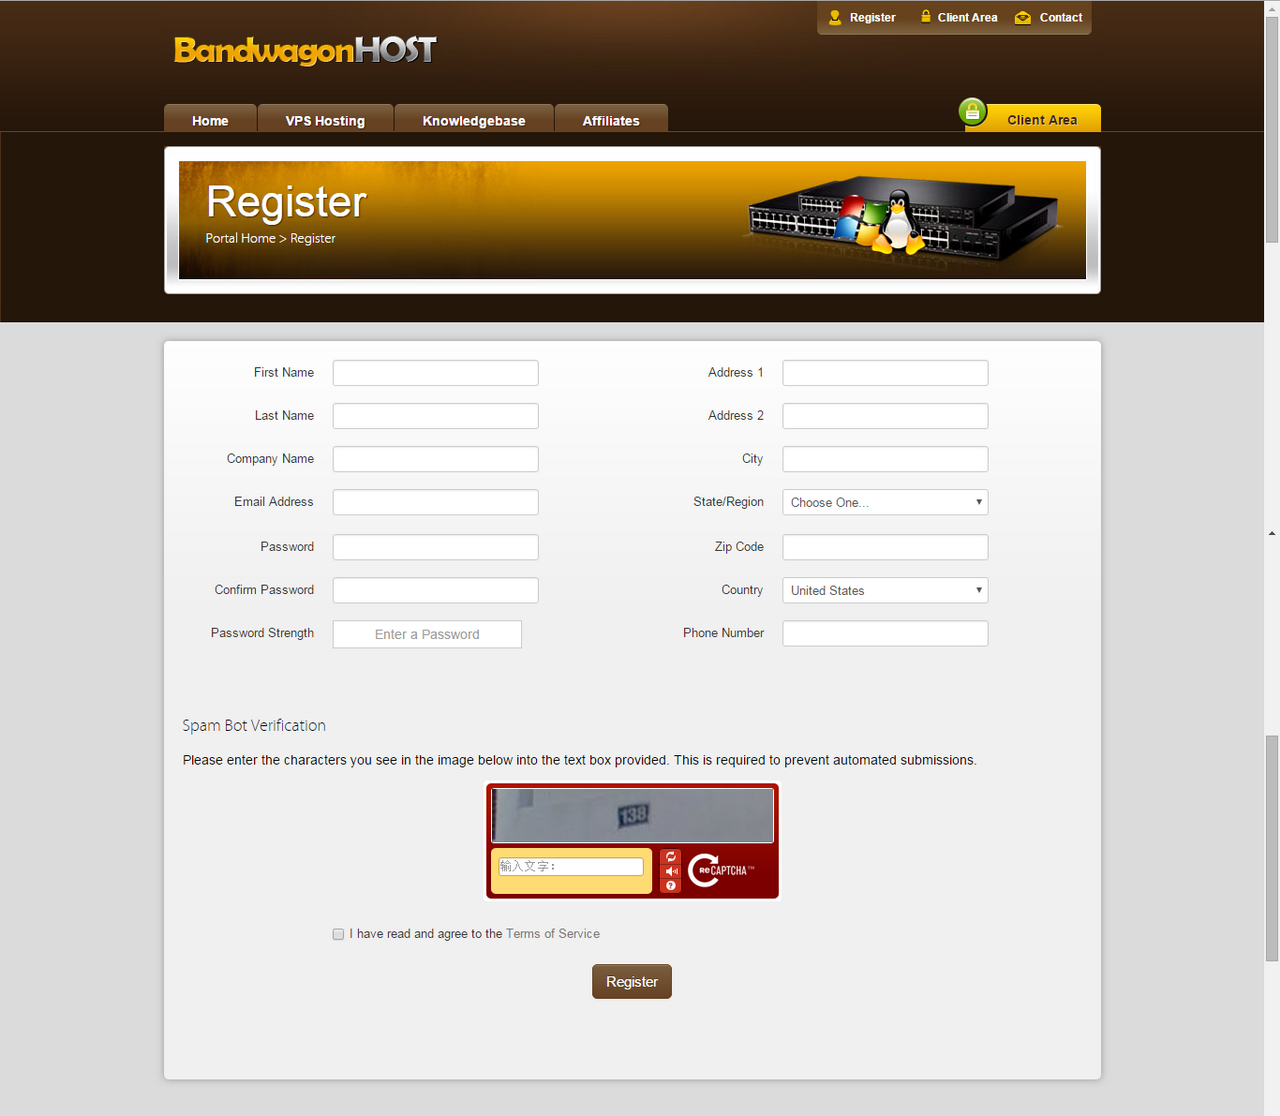 Register
Client Area
Contact
BandwagonHOST
Home
VPS Hosting
Knowledgebase
Affiliates
Client Area
Register
Portal Home > Register
First Name
Address 1
Last Name
Address 2
Company Name
City
Email Address
State/Region
Choose One...
Password
Zip Code
Confirm Password
Country
United States
Password Strength
Enter a Password
Phone Number
Spam Bot Verification
Please enter the characters you see in the image below into the text box provided. This is required to prevent automated submissions.
138
输入文字:
reCAPTCHA™
I have read and agree to the Terms of Service
Register